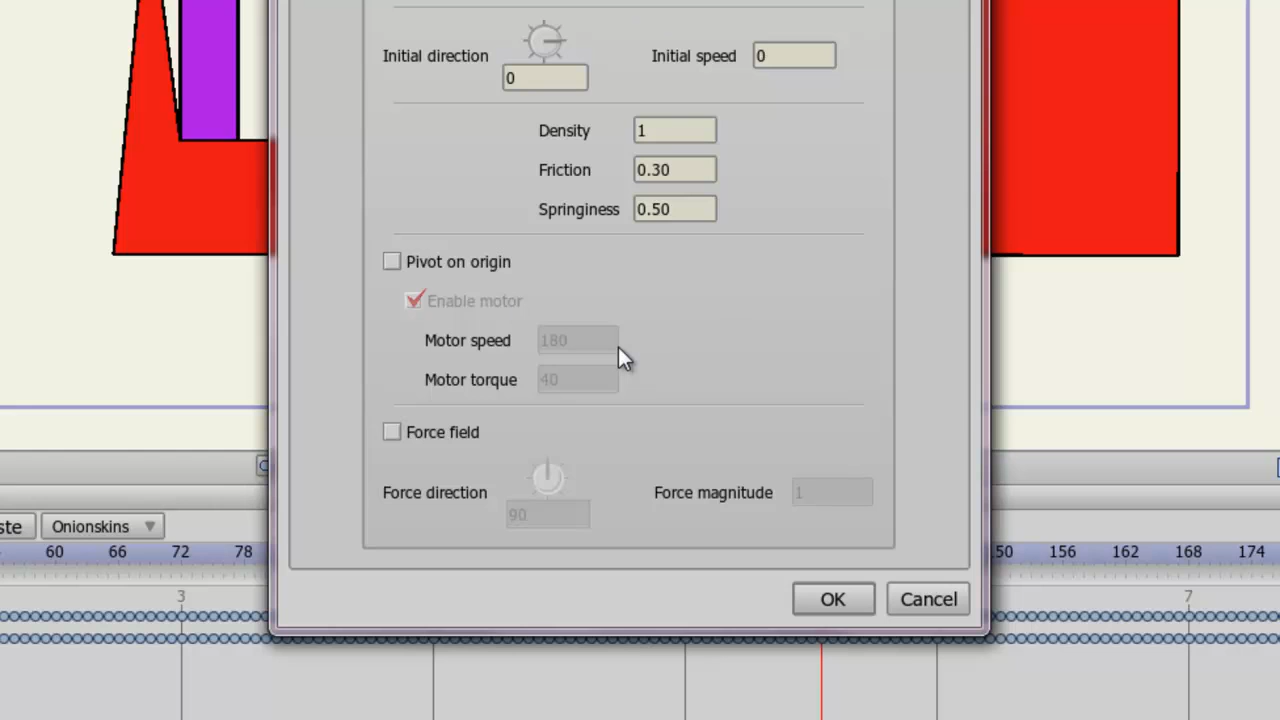 Initial direction
0
Initial speed 0
Density 1
Friction 0.30
Springiness 0.50
Pivot on origin
Enable motor
Motor speed 180
Motor torque 40
Force field
Force direction
90
Force magnitude 1
OK Cancel
ste Onionskins
60 66 72 78 50 156 162 168 174
3 7